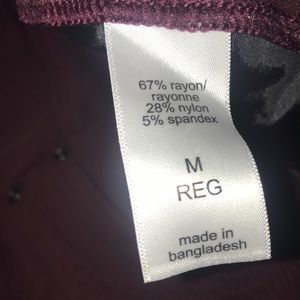 67% rayon/
rayonne
28% nylon
5% spandex
M
REG
made in
bangladesh